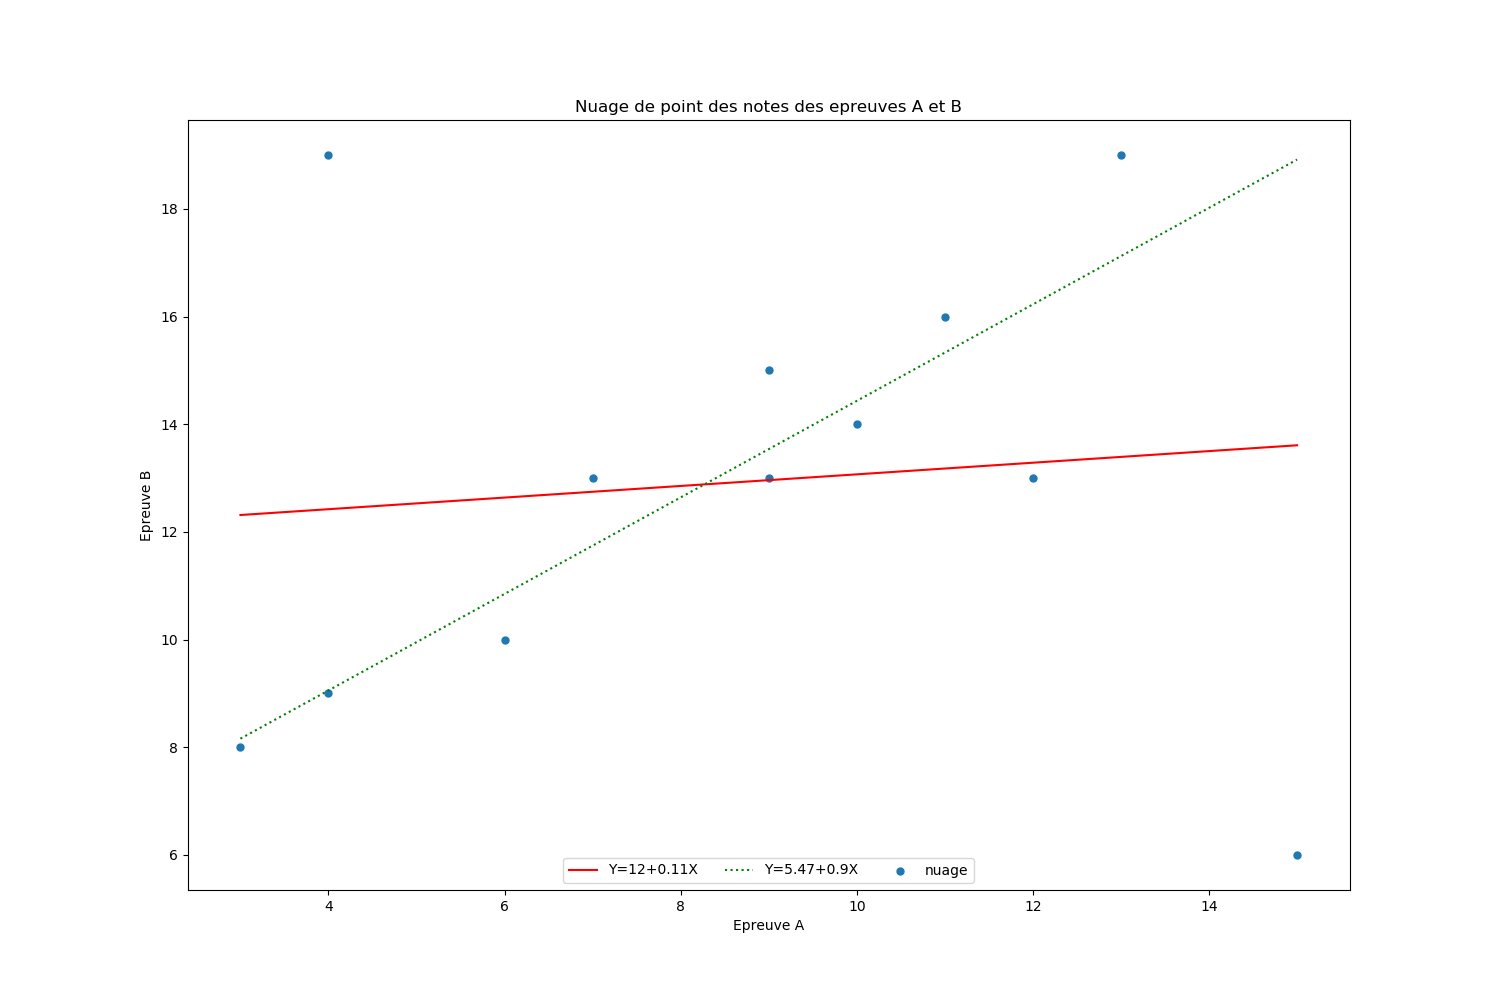 Nuage de point des notes des epreuves A et B
18
16
14
12
10
8
6
Epreuve B
Y=12+0.11X Y=5.47+0.9X nuage
4 6 8 10 12 14
Epreuve A